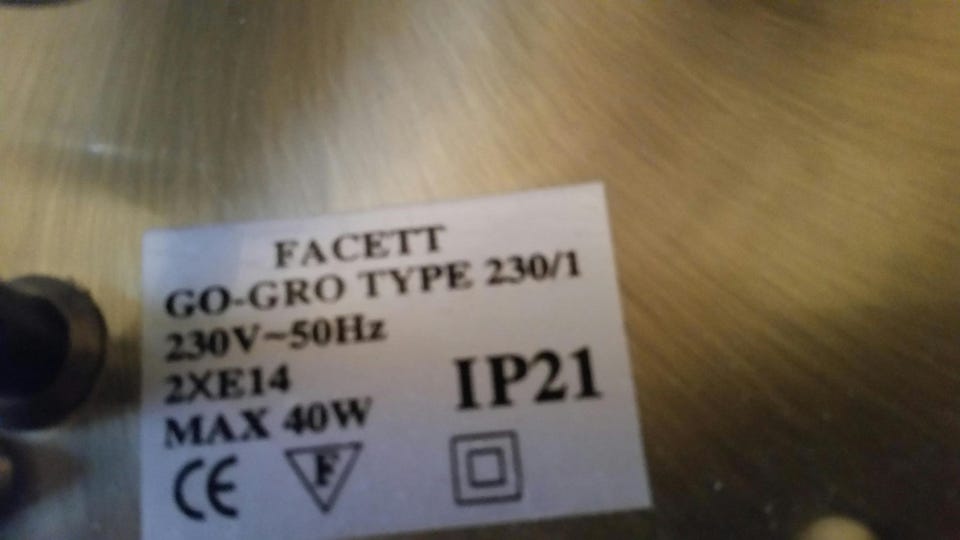 FACETT
GO-GRO TYPE 230/1
230V~50Hz
2XE14
IP21
MAX 40W
CE F